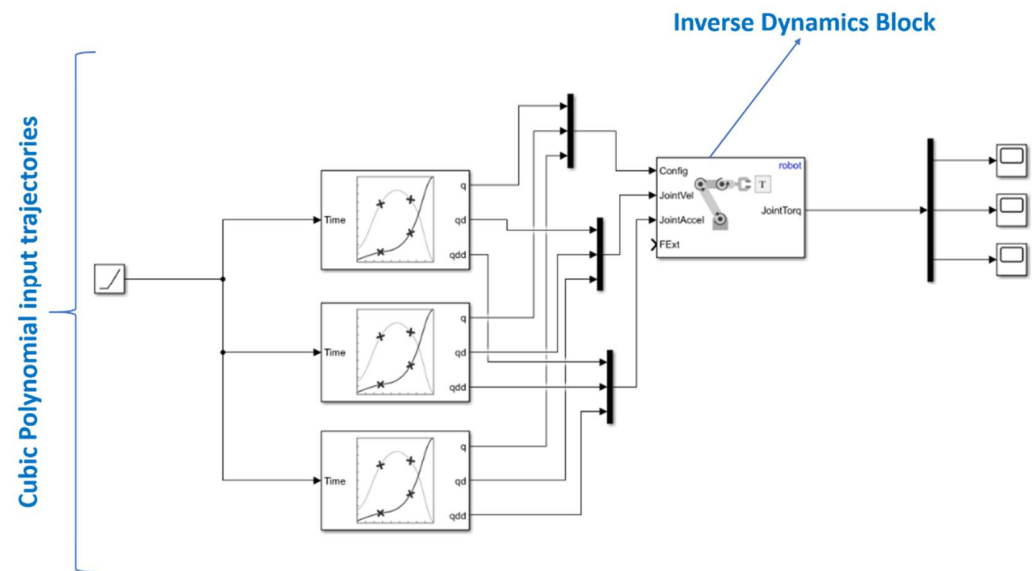 Inverse Dynamics Block
Cubic Polynomial input trajectories
Time
q
qd
qdd
Time
q
qd
qdd
Time
q
qd
qdd
robot
Config
JointVel
JointAccel
FExt
T
JointTorq